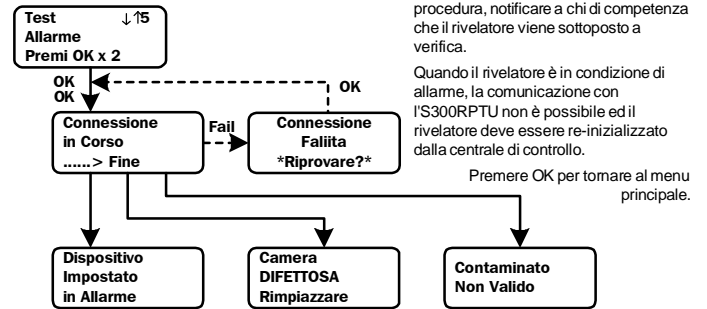 Test ↓↑5
Allarme
Premi OK x 2
OK
OK
OK
Connessione
in Corso
......> Fine
Fail
Connessione
Faliita
*Riprovare?*
Dispositivo
Impostato
in Allarme
Camera
DIFETTOSA
Rimpiazzare
Contaminato
Non Valido
procedura, notificare a chi di competenza
che il rivelatore viene sottoposto a
verifica.
Quando il rivelatore è in condizione di
allarme, la comunicazione con
l'S300RPTU non è possibile ed il
rivelatore deve essere re-inizializzato
dalla centrale di controllo.
Premere OK per tornare al menu
principale.